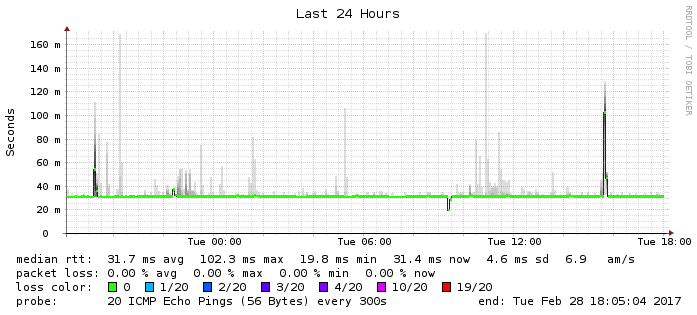 Last 24 Hours
RRDTOOL / TOBI OETIKER
Seconds
160 m
140 m
120 m
100 m
80 m
60 m
40 m
20 m
0
Tue 00:00 Tue 06:00 Tue 12:00 Tue 18:00
median rtt: 31.7 ms avg 102.3 ms max 19.8 ms min 31.4 ms now 4.6 ms sd 6.9 am/s
packet loss: 0.00 % avg 0.00 % max 0.00 % min 0.00 % now
loss color: 0 1/20 2/20 3/20 4/20 10/20 19/20
probe: 20 ICMP Echo Pings (56 Bytes) every 300s end: Tue Feb 28 18:05:04 2017